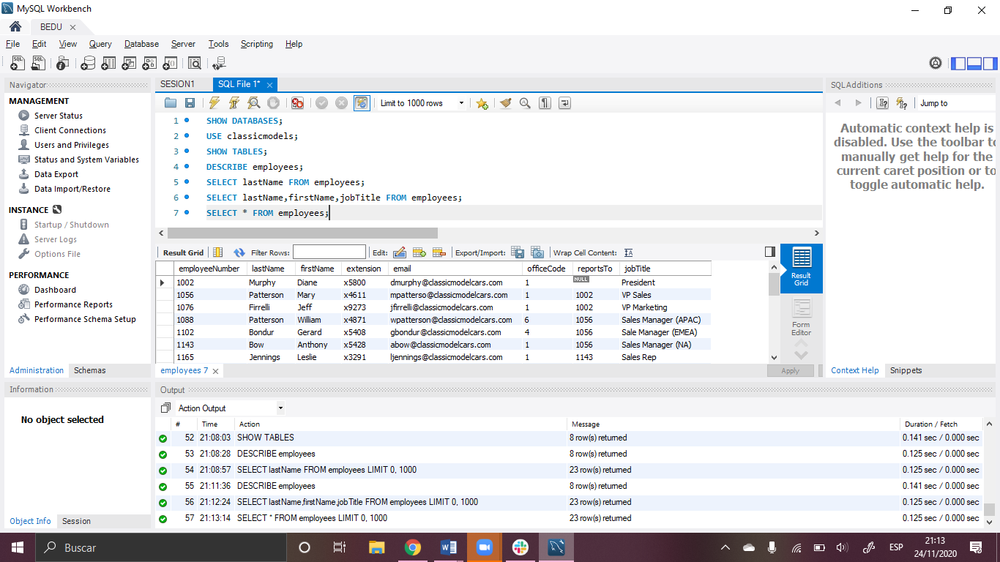 MySQL Workbench
BEDU
File Edit View Query Database Server Tools Scripting Help
Navigator
MANAGEMENT
Server Status
Client Connections
Users and Privileges
Status and System Variables
Data Export
Data Import/Restore
INSTANCE
Startup / Shutdown
Server Logs
Options File
PERFORMANCE
Dashboard
Performance Reports
Performance Schema Setup
Administration Schemas
Information
No object selected
Object Info Session
SESION1 SQL File 1*
Limit to 1000 rows
1 SHOW DATABASES;
2 USE classicmodels;
3 SHOW TABLES;
4 DESCRIBE employees;
5 SELECT lastName FROM employees;
6 SELECT lastName,firstName,jobTitle FROM employees;
7 SELECT * FROM employees;
Result Grid Filter Rows: Edit: Export/Import: Wrap Cell Content:
employeeNumber lastName firstName extension email officeCode reportsTo jobTitle
1002 Murphy Diane x5800 dmurphy@classicmodelcars.com 1 NULL President
1056 Patterson Mary x4611 mpatterso@classicmodelcars.com 1 1002 VP Sales
1076 Firrelli Jeff x9273 jfirrelli@classicmodelcars.com 1 1002 VP Marketing
1088 Patterson William x4871 wpatterson@classicmodelcars.com 6 1056 Sales Manager (APAC)
1102 Bondur Gerard x5408 gbondur@classicmodelcars.com 4 1056 Sale Manager (EMEA)
1143 Bow Anthony x5428 abow@classicmodelcars.com 1 1056 Sales Manager (NA)
1165 Jennings Leslie x3291 ljennings@classicmodelcars.com 1 1143 Sales Rep
Result
Grid
Form
Editor
employees 7
Apply
SQLAdditions
Jump to
Automatic context help is
disabled. Use the toolbar to
manually get help for the
current caret position or to
toggle automatic help.
Context Help Snippets
Output
Action Output
# Time Action Message Duration / Fetch
52 21:08:03 SHOW TABLES 8 row(s) returned 0.141 sec / 0.000 sec
53 21:08:28 DESCRIBE employees 8 row(s) returned 0.125 sec / 0.000 sec
54 21:08:57 SELECT lastName FROM employees LIMIT 0, 1000 23 row(s) returned 0.125 sec / 0.000 sec
55 21:11:36 DESCRIBE employees 8 row(s) returned 0.141 sec / 0.000 sec
56 21:12:24 SELECT lastName,firstName,jobTitle FROM employees LIMIT 0, 1000 23 row(s) returned 0.125 sec / 0.000 sec
57 21:13:14 SELECT * FROM employees LIMIT 0, 1000 23 row(s) returned 0.125 sec / 0.000 sec
Buscar
ESP
21:13
24/11/2020